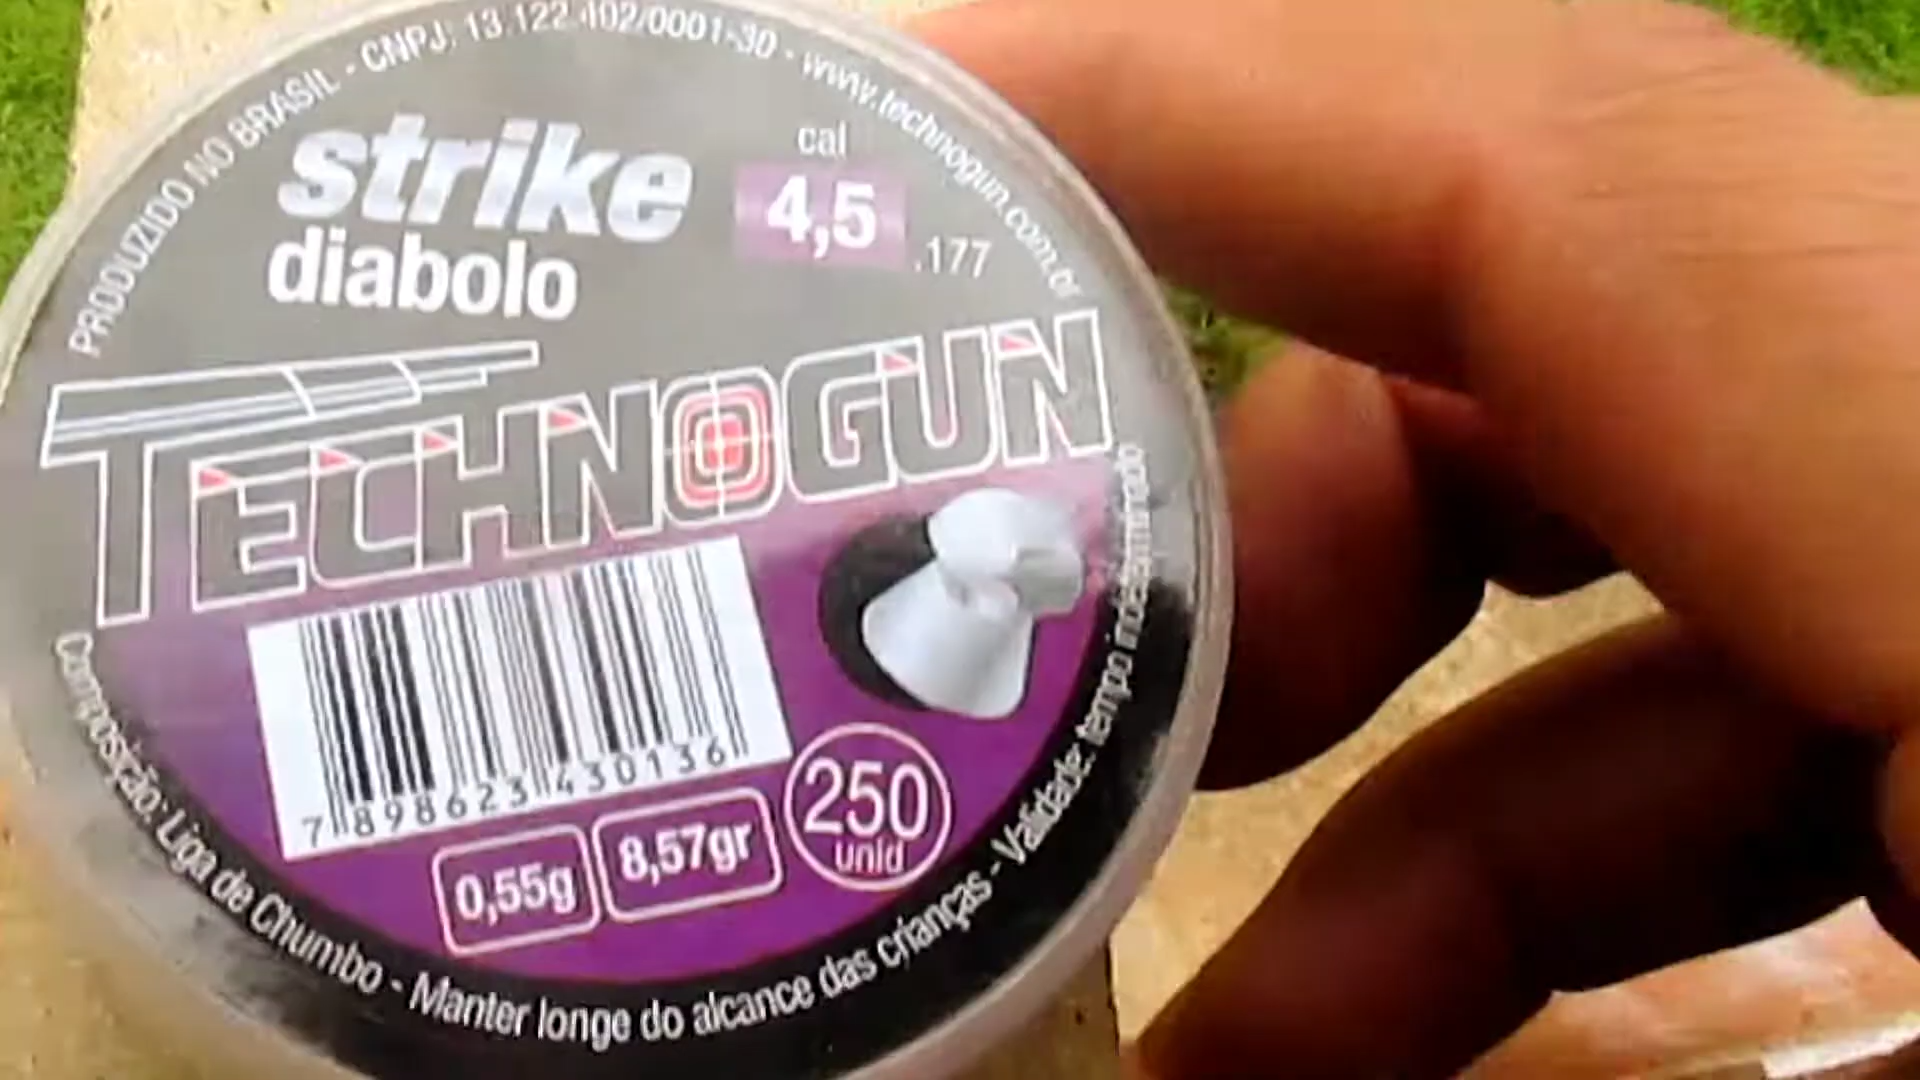 PRODUZIDO NO BRASIL - CNPJ: 13.122.402/0001-30 - www.technogun.com.br
strike
diabolo
cal
4,5
.177
TECHNOGUN
7 898623 430136
0,55g
8,57gr
250
unid
Composição: Liga de Chumbo - Manter longe do alcance das crianças - Validade: tempo indeterminado